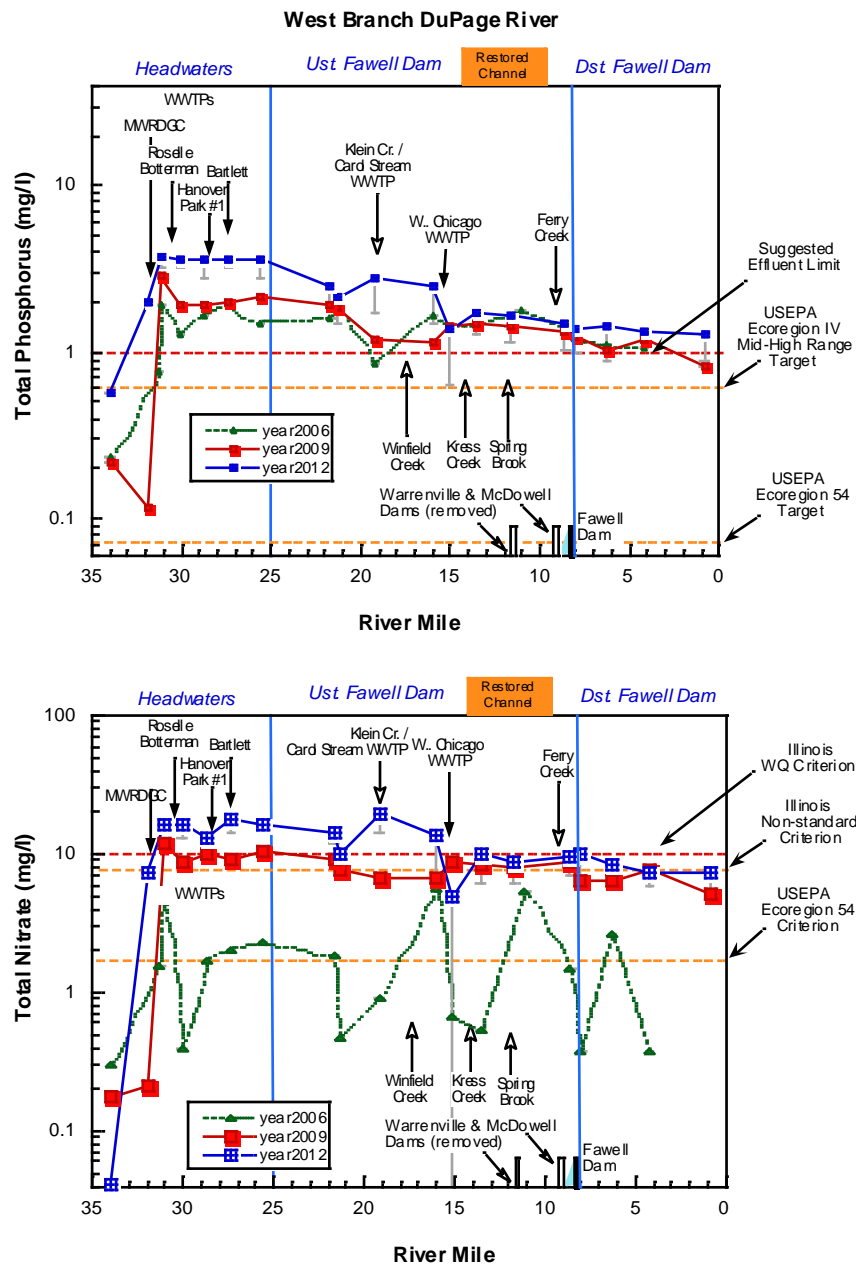 West Branch DuPage River
Headwaters
Ust. Fawell Dam
Restored
Channel
Dst. Fawell Dam
WWTPs
MWRDGC
Roselle
Botterman
Hanover
Park #1
Bartlett
Klein Cr. /
Carol Stream
WWTP
W.. Chicago
WWTP
Ferry
Creek
Suggested
Effluent Limit
USEPA
Ecoregion IV
Mid-High Range
Target
USEPA
Ecoregion 54
Target
Total Phosphorus (mg/l)
10
1
0.1
year2006
year2009
year2012
Winfield
Creek
Kress
Creek
Spring
Brook
Warrenville & McDowell
Dams (removed)
Fawell
Dam
35 30 25 20 15 10 5 0
River Mile
Headwaters
Ust. Fawell Dam
Restored
Channel
Dst. Fawell Dam
Roselle
Botterman
Hanover
Park #1
Bartlett
MWRDGC
Klein Cr. /
Carol Stream WWTP
W.. Chicago
WWTP
Ferry
Creek
Illinois
WQ Criterion
Illinois
Non-standard
Criterion
USEPA
Ecoregion 54
Criterion
WWTPs
Total Nitrate (mg/l)
100
10
1
0.1
year2006
year2009
year2012
Winfield
Creek
Kress
Creek
Spring
Brook
Warrenville & McDowell
Dams (removed)
Fawell
Dam
35 30 25 20 15 10 5 0
River Mile